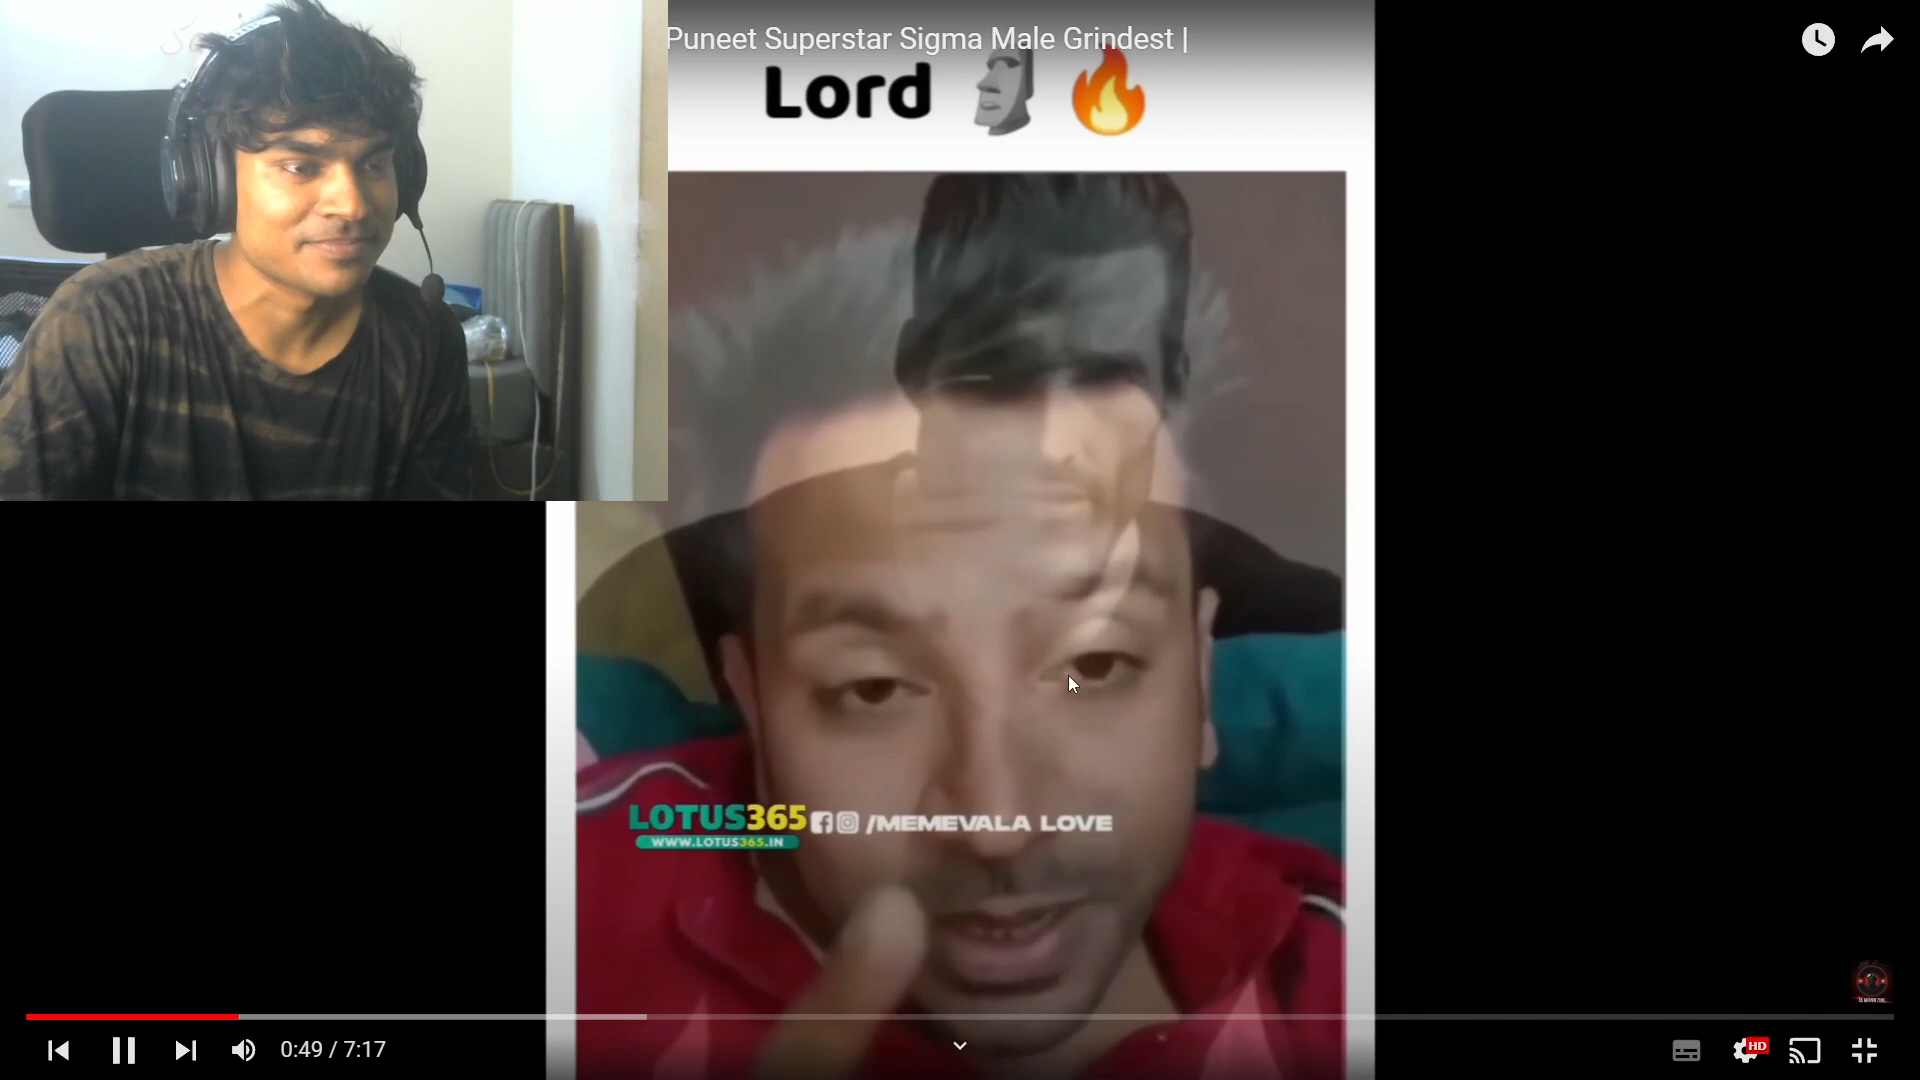 Puneet Superstar Sigma Male Grindest |
Lord 🗿 🔥
LOTUS365 /MEMEVALA LOVE
WWW.LOTUS365.IN
0:49 / 7:17
HD